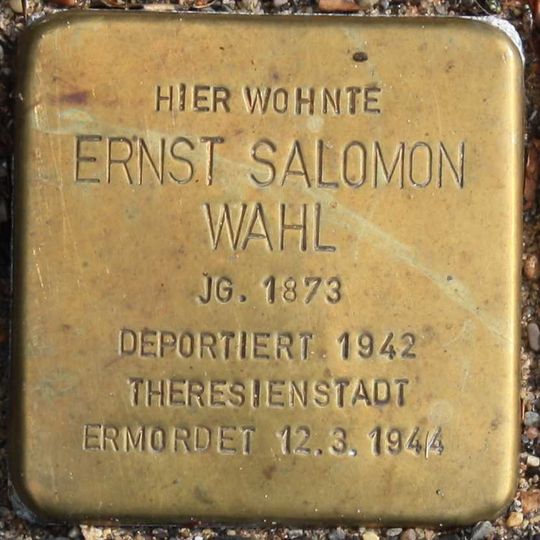 HIER WOHNTE
ERNST SALOMON
WAHL
JG. 1873
DEPORTIERT 1942
THERESIENSTADT
ERMORDET 12.3.1944